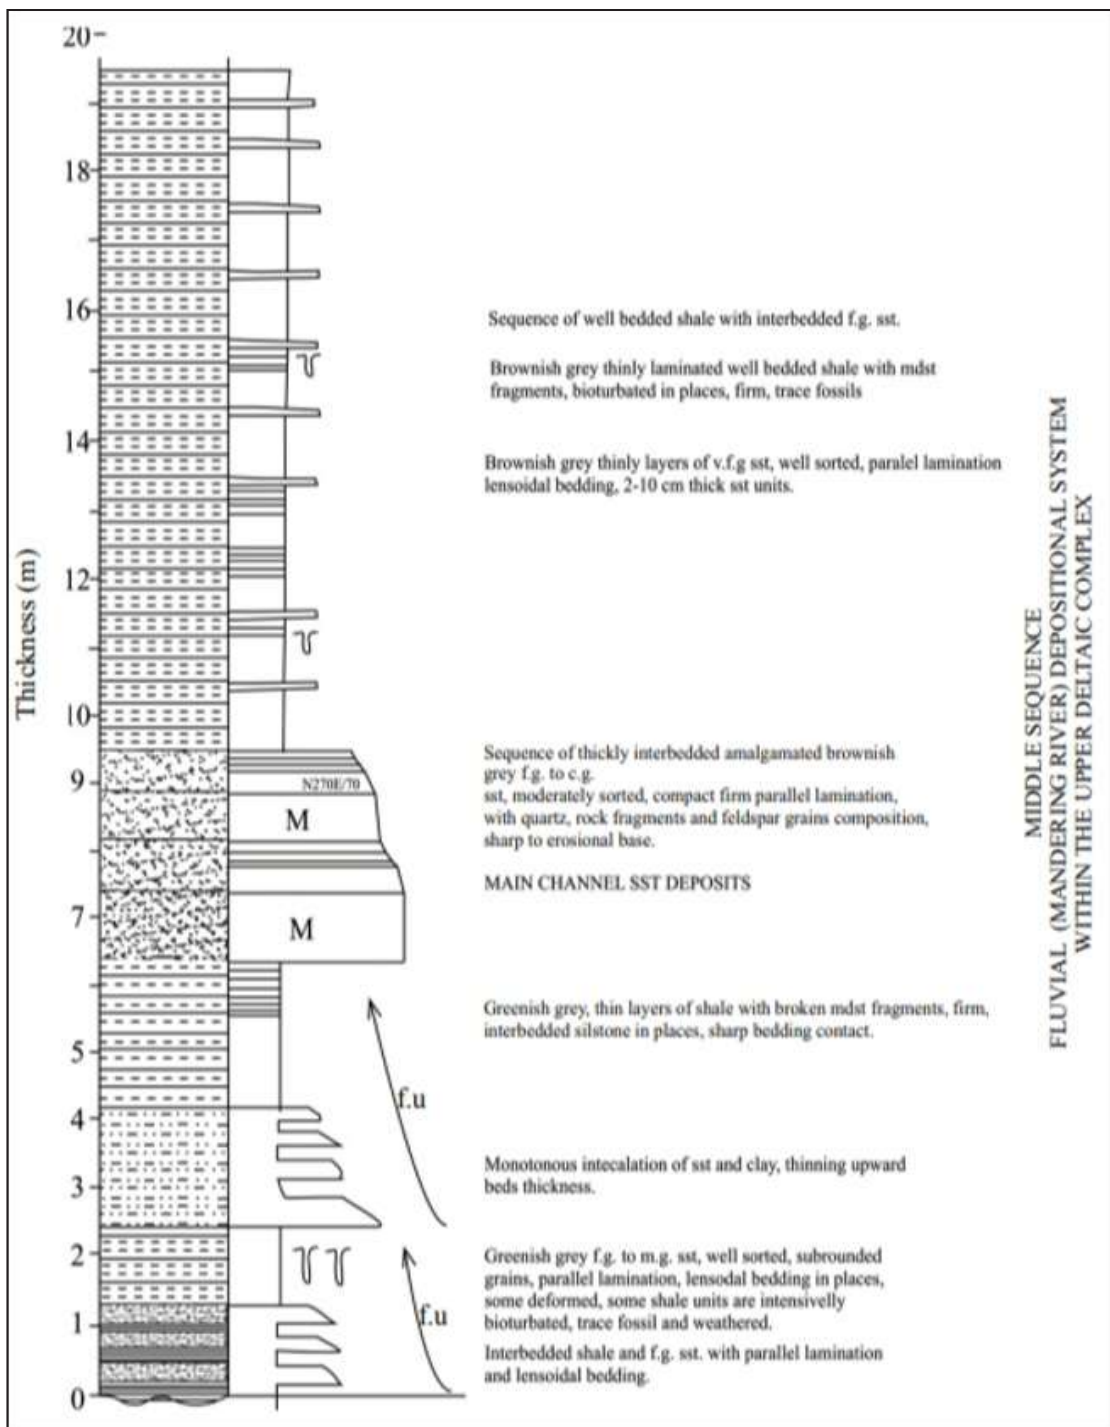 20
18
16
14
12
10
9
7
5
4
3
2
1
0
Thickness (m)
N270E/70
M
M
f.u
f.u
Sequence of well bedded shale with interbedded f.g. sst.
Brownish grey thinly laminated well bedded shale with mdst
fragments, bioturbated in places, firm, trace fossils
Brownish grey thinly layers of v.f.g sst, well sorted, paralel lamination
lensoidal bedding, 2-10 cm thick sst units.
Sequence of thickly interbedded amalgamated brownish
grey f.g. to c.g.
sst, moderately sorted, compact firm parallel lamination,
with quartz, rock fragments and feldspar grains composition,
sharp to erosional base.
MAIN CHANNEL SST DEPOSITS
Greenish grey, thin layers of shale with broken mdst fragments, firm,
interbedded silstone in places, sharp bedding contact.
Monotonous intecalation of sst and clay, thinning upward
beds thickness.
Greenish grey f.g. to m.g. sst, well sorted, subrounded
grains, parallel lamination, lensodal bedding in places,
some deformed, some shale units are intensivelly
bioturbated, trace fossil and weathered.
Interbedded shale and f.g. sst. with parallel lamination
and lensoidal bedding.
MIDDLE SEQUENCE
FLUVIAL (MANDERING RIVER) DEPOSITIONAL SYSTEM
WITHIN THE UPPER DELTAIC COMPLEX